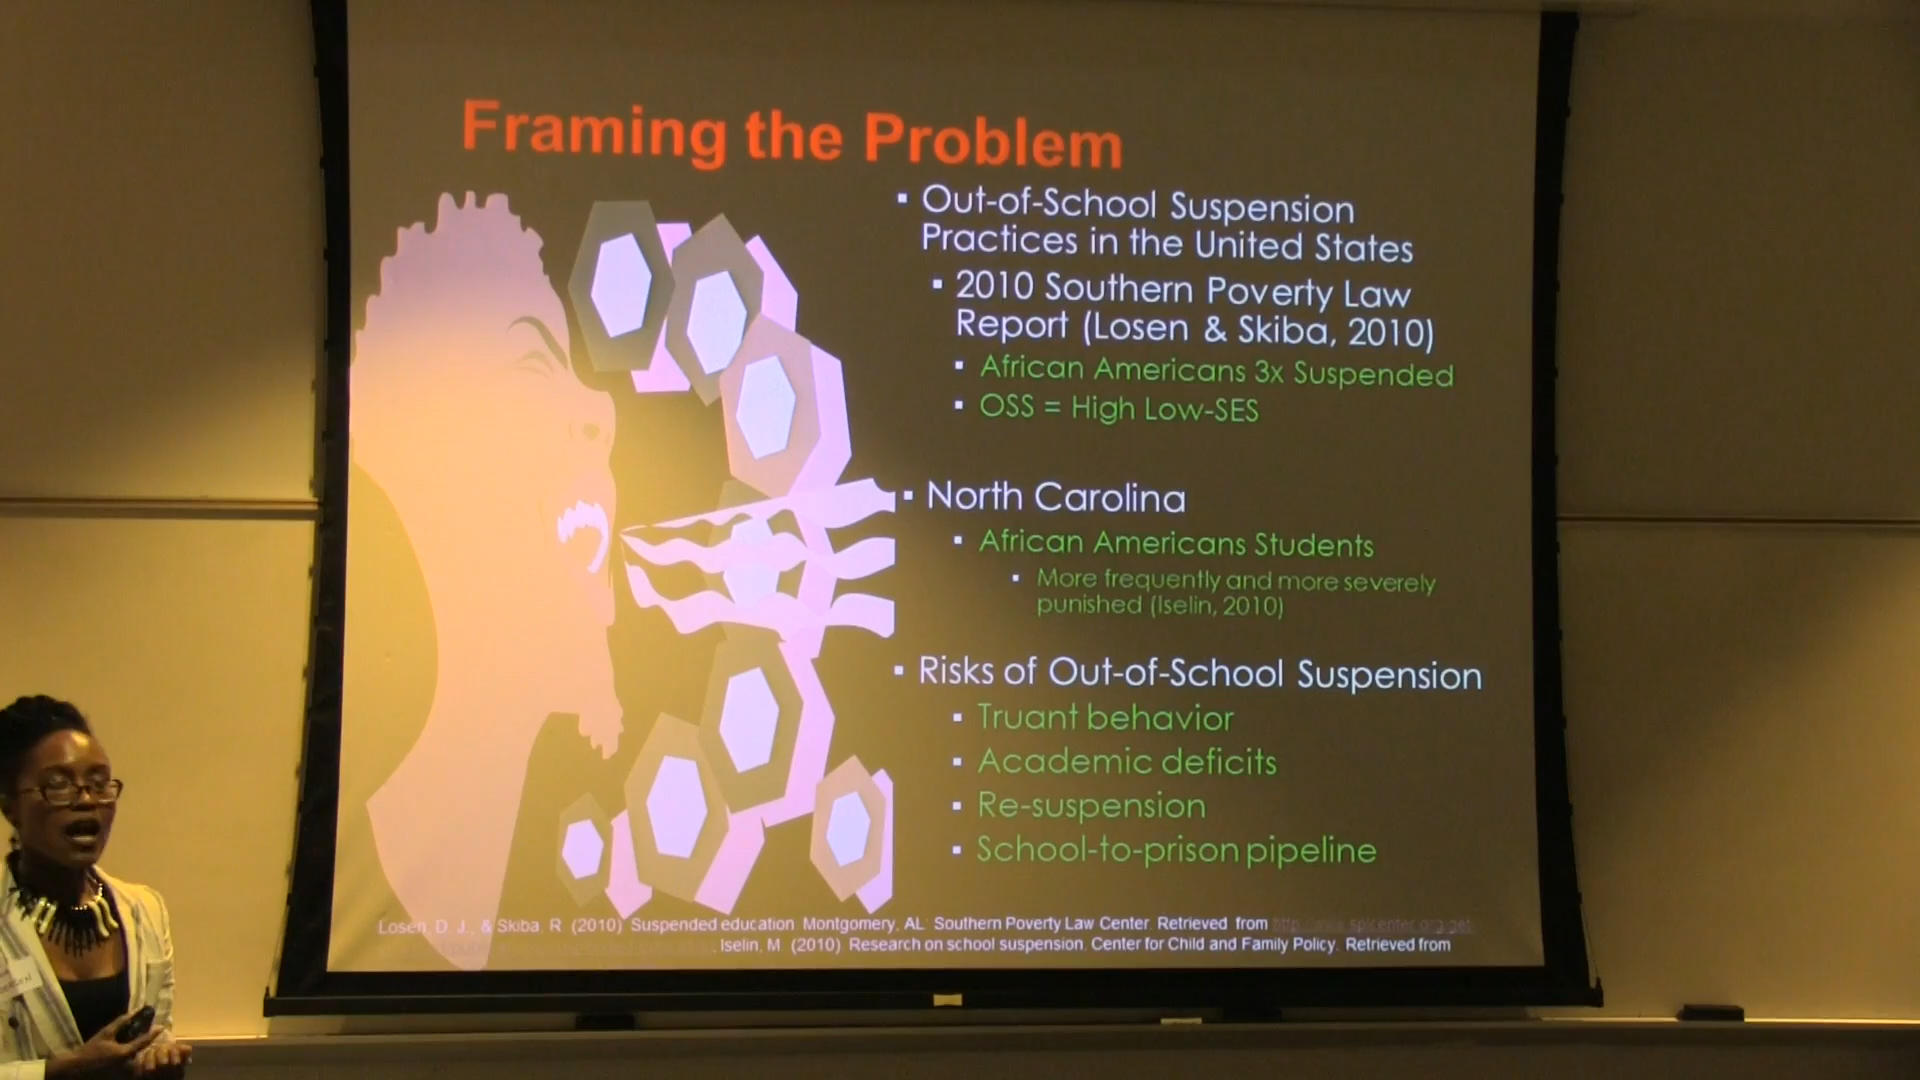 Framing the Problem
▪ Out-of-School Suspension
Practices in the United States
▪ 2010 Southern Poverty Law
Report (Losen & Skiba, 2010)
▪ African Americans 3x Suspended
▪ OSS = High Low-SES
▪ North Carolina
▪ African Americans Students
▪ More frequently and more severely
punished (Iselin, 2010)
▪ Risks of Out-of-School Suspension
▪ Truant behavior
▪ Academic deficits
▪ Re-suspension
▪ School-to-prison pipeline
Losen, D. J., & Skiba, R. (2010) Suspended education. Montgomery, AL: Southern Poverty Law Center. Retrieved from
. Iselin, M. (2010) Research on school suspension. Center for Child and Family Policy. Retrieved from